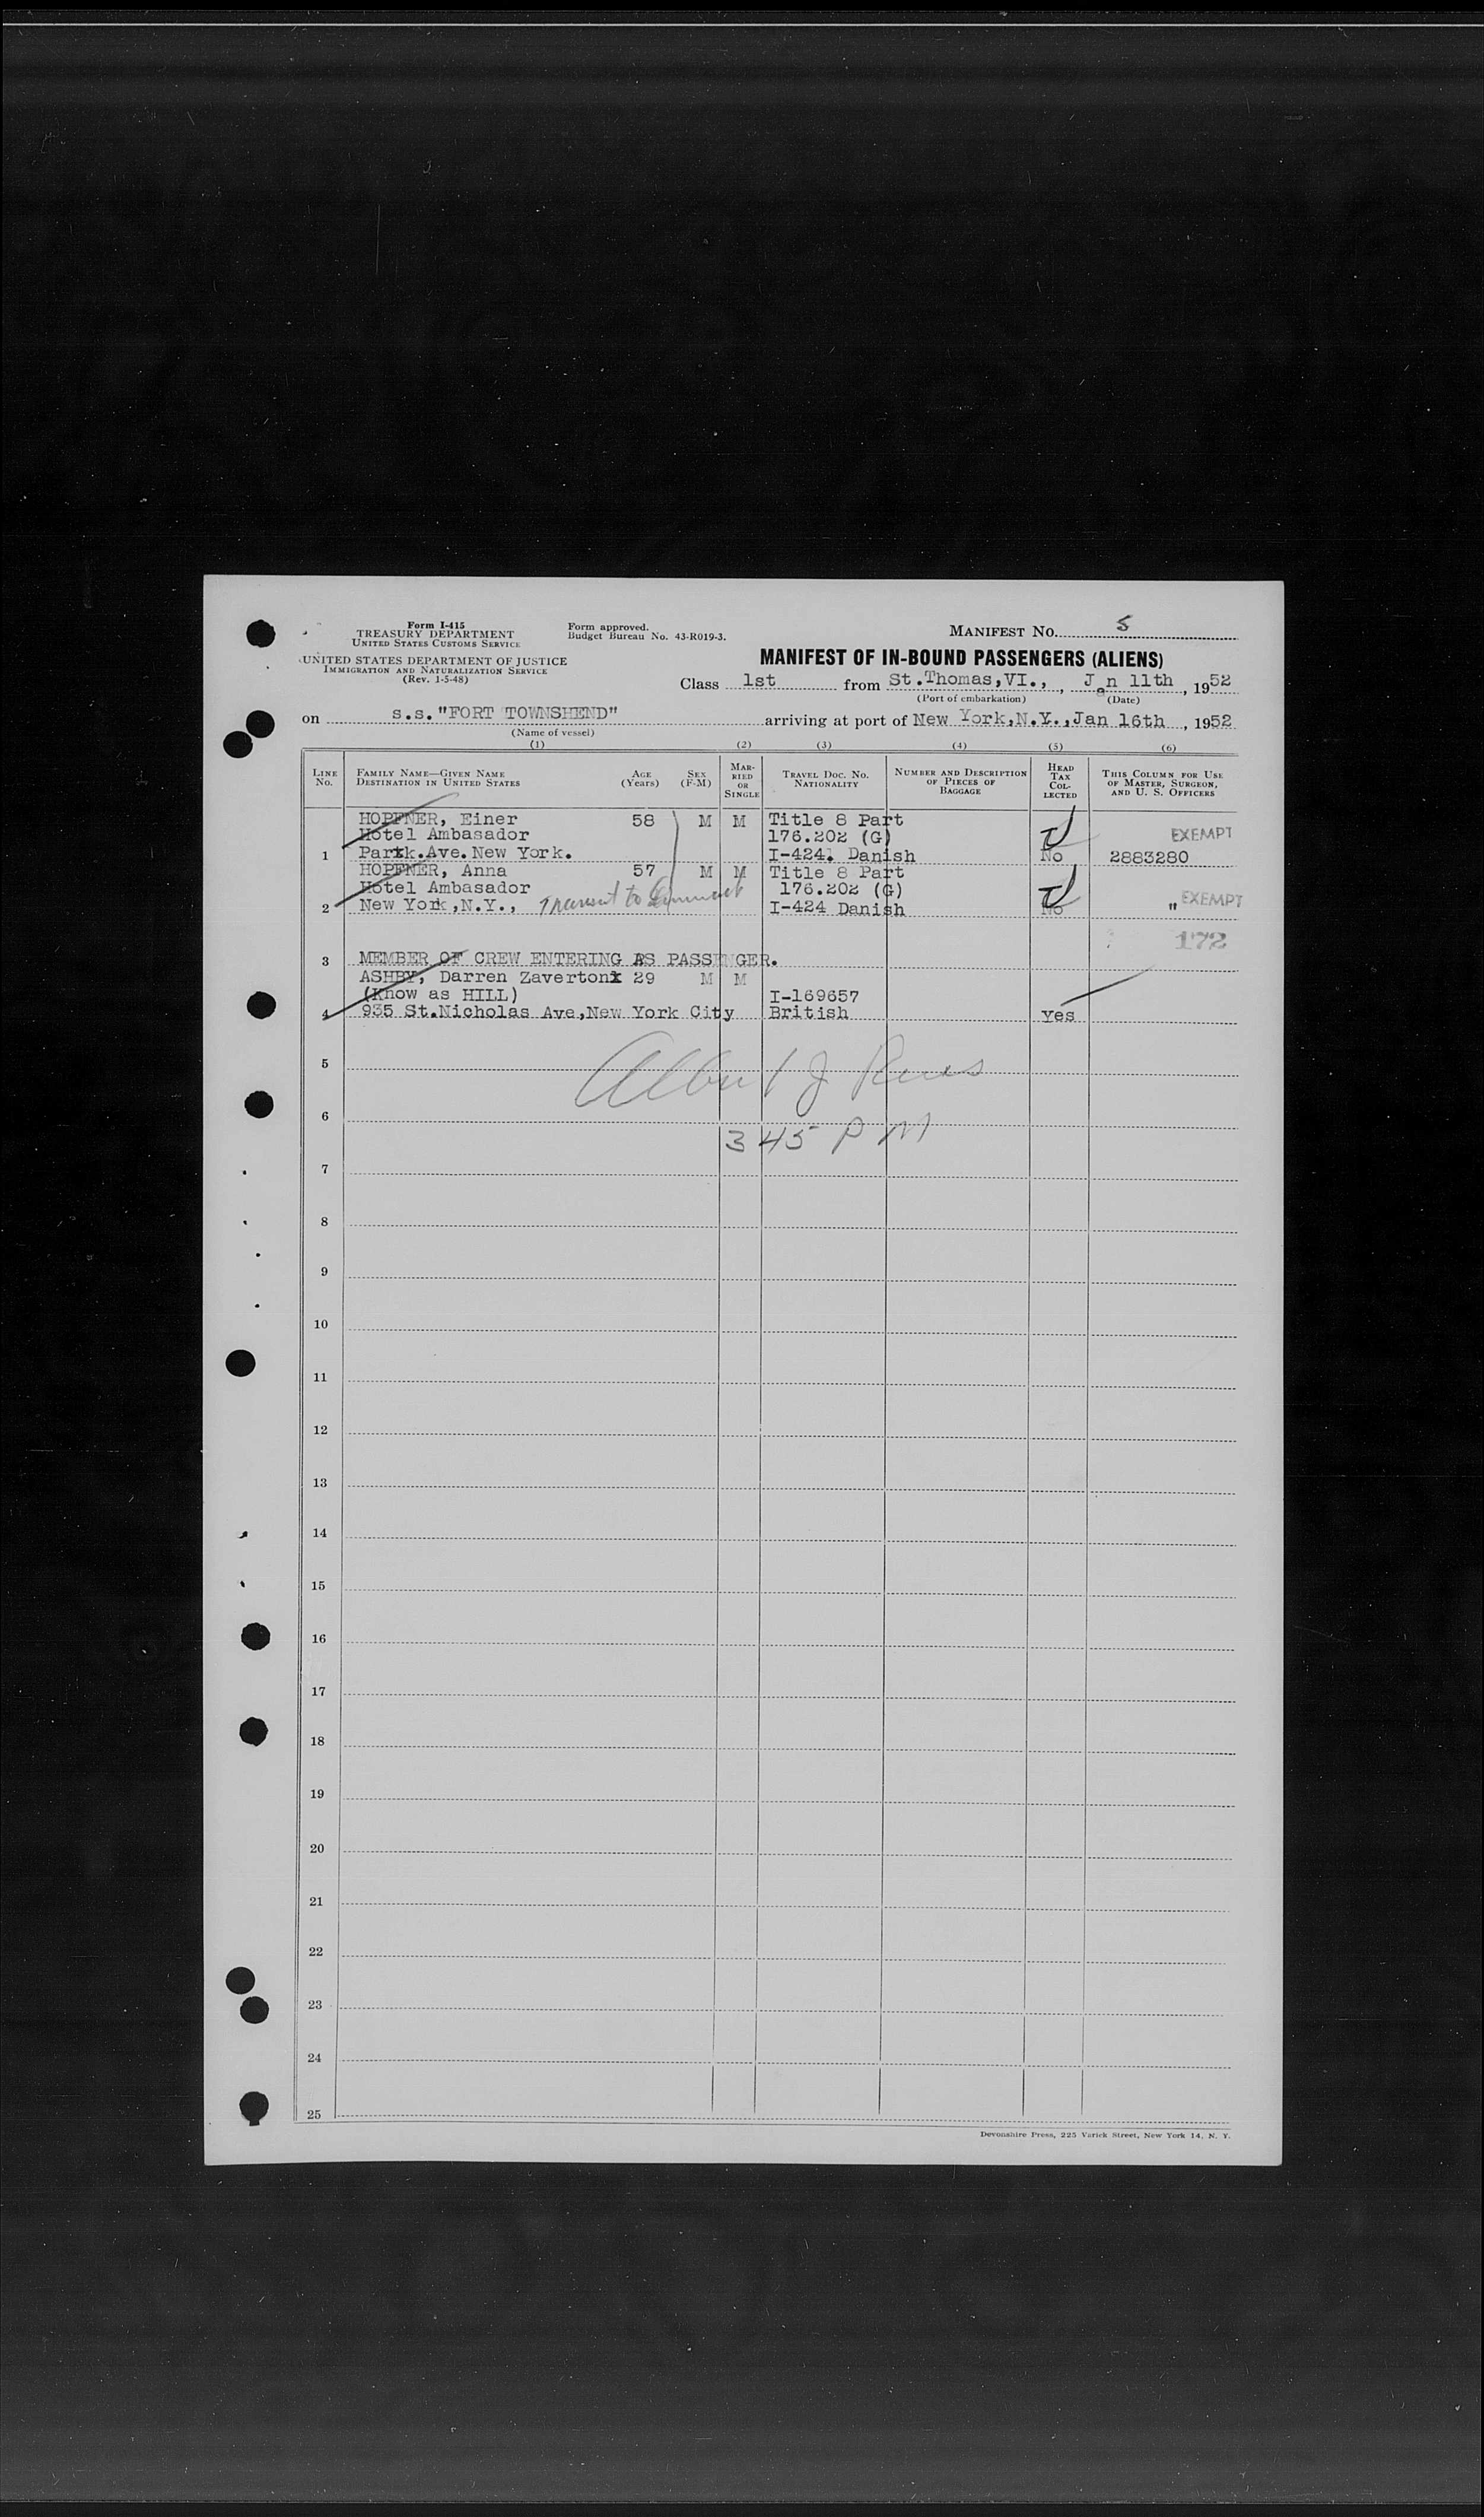 Form I-415
TREASURY DEPARTMENT
UNITED STATES CUSTOMS SERVICE
UNITED STATES DEPARTMENT OF JUSTICE
IMMIGRATION AND NATURALIZATION SERVICE
(Rev. 1-5-48)
Form approved.
Budget Bureau No. 43-R019-3.
MANIFEST No. 5
MANIFEST OF IN-BOUND PASSENGERS (ALIENS)
Class 1st from St.Thomas,VI., , Jan 11th , 1952
(Port of embarkation) (Date)
on s.s."FORT TOWNSHEND" arriving at port of New York,N.Y.,Jan 16th , 1952
(Name of vessel)
(1) (2) (3) (4) (5) (6)
LINE No.
FAMILY NAME—GIVEN NAME DESTINATION IN UNITED STATES
AGE (Years)
SEX (F-M)
MARRIED OR SINGLE
TRAVEL DOC. NO. NATIONALITY
NUMBER AND DESCRIPTION OF PIECES OF BAGGAGE
HEAD TAX COLLECTED
THIS COLUMN FOR USE OF MASTER, SURGEON, AND U. S. OFFICERS
HOPFNER, Einer 58 M M Title 8 Part
Hotel Ambasador 176.202 (G) EXEMPT
1 Partk.Ave.New York. I-424. Danish No 2883280
HOPFNER, Anna 57 M M Title 8 Part
Hotel Ambasador 176.202 (G)
2 New York,N.Y., Transit to Denmark I-424 Danish No " EXEMPT
172
3 MEMBER OF CREW ENTERING AS PASSENGER.
ASHBY, Darren Zaverton 29 M M
(Know as HILL) I-169657
4 935 St.Nicholas Ave,New York City British Yes
5
Albert J
6
345 PM
7
8
9
10
11
12
13
14
15
16
17
18
19
20
21
22
23
24
25
Devonshire Press, 225 Varick Street, New York 14, N. Y.